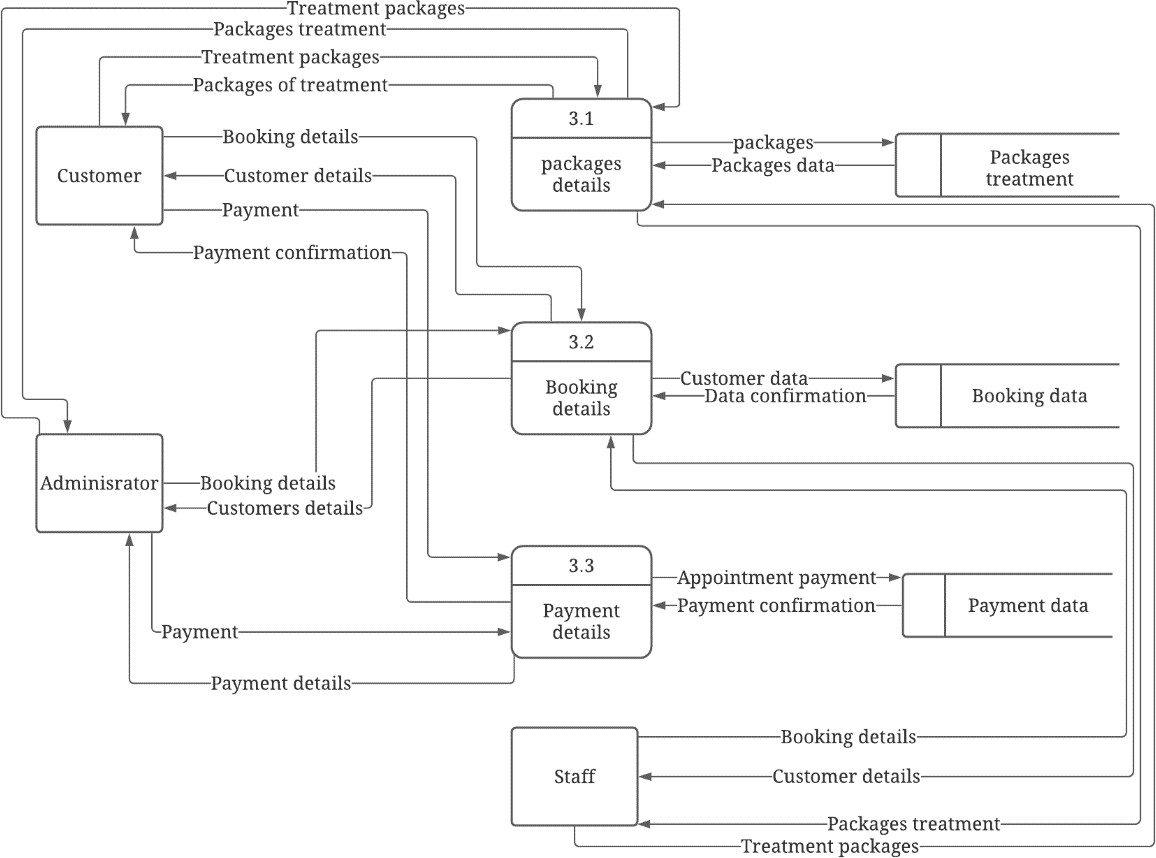 Treatment packages
Packages treatment
Treatment packages
Packages of treatment
3.1
packages
details
Customer
Booking details
Customer details
Payment
Payment confirmation
packages
Packages data
Packages
treatment
3.2
Booking
details
Customer data
Data confirmation
Booking data
Adminisrator
Booking details
Customers details
3.3
Payment
details
Appointment payment
Payment confirmation
Payment data
Payment
Payment details
Staff
Booking details
Customer details
Packages treatment
Treatment packages